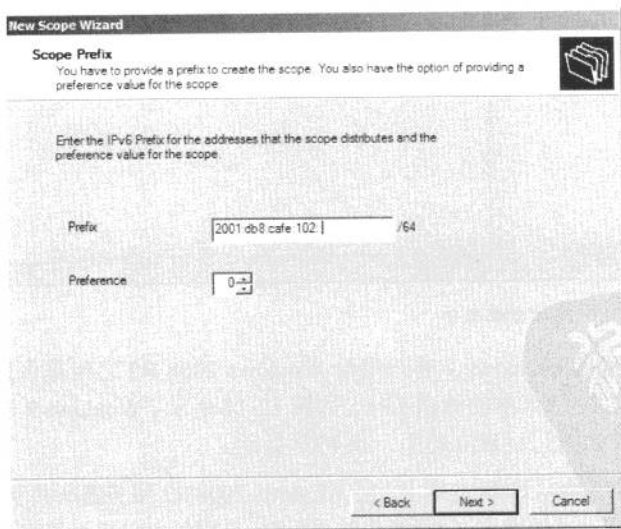 New Scope Wizard
Scope Prefix
You have to provide a prefix to create the scope. You also have the option of providing a
preference value for the scope.
Enter the IPv6 Prefix for the addresses that the scope distributes and the
preference value for the scope.
Prefix
2001:db8:cafe:102::
/64
Preference
0
< Back
Next >
Cancel